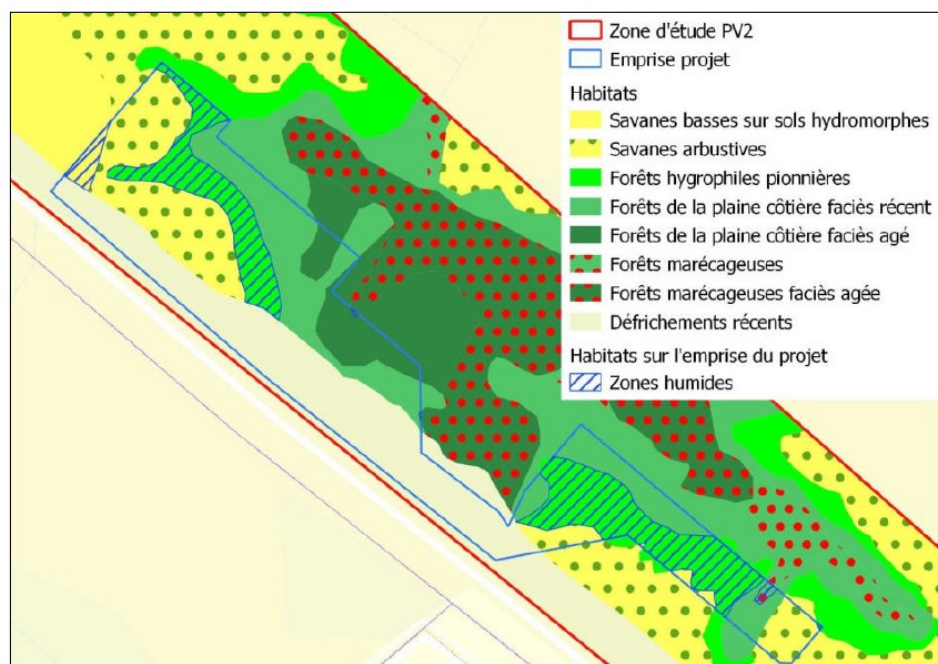 Zone d'étude PV2
Emprise projet
Habitats
Savanes basses sur sols hydromorphes
Savanes arbustives
Forêts hygrophiles pionnières
Forêts de la plaine côtière faciès récent
Forêts de la plaine côtière faciès agé
Forêts marécageuses
Forêts marécageuses faciès agée
Défrichements récents
Habitats sur l'emprise du projet
Zones humides